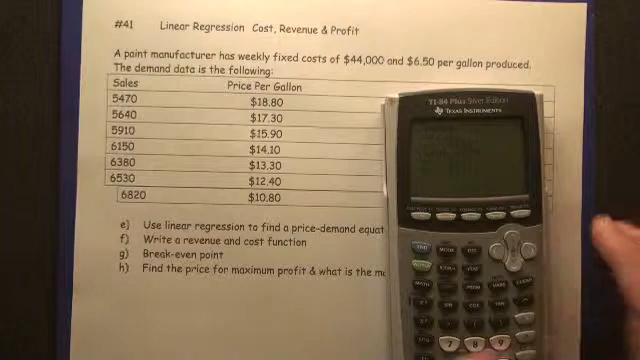 #41 Linear Regression Cost, Revenue & Profit
A paint manufacturer has weekly fixed costs of $44,000 and $6.50 per gallon produced.
The demand data is the following:
Sales Price Per Gallon
5470 $18.80
5640 $17.30
5910 $15.90
6150 $14.10
6380 $13.30
6530 $12.40
6820 $10.80
e) Use linear regression to find a price-demand equat
f) Write a revenue and cost function
g) Break-even point
h) Find the price for maximum profit & what is the m
TI-84 Plus Silver Edition
TEXAS INSTRUMENTS
7 8 9